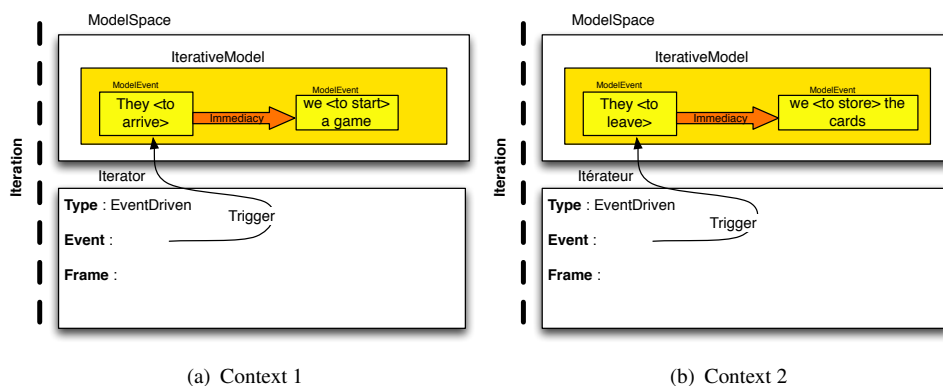 ModelSpace
IterativeModel
ModelEvent
They <to
arrive>
Immediacy
ModelEvent
we <to start>
a game
Iteration
Iterator
Type : EventDriven
Trigger
Event :
Frame :
(a) Context 1
ModelSpace
IterativeModel
ModelEvent
They <to
leave>
Immediacy
ModelEvent
we <to store> the
cards
Iteration
Itérateur
Type : EventDriven
Trigger
Event :
Frame :
(b) Context 2